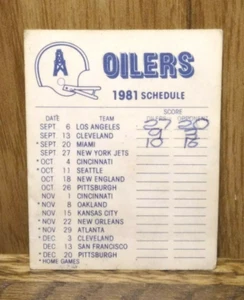 OILERS
1981 SCHEDULE
SCORE
DATE TEAM
SEPT 6 LOS ANGELES 27 20
SEPT 13 CLEVELAND 9 3
*SEPT 20 MIAMI 10 16
SEPT 27 NEW YORK JETS
*OCT 4 CINCINNATI
*OCT 11 SEATTLE
OCT 18 NEW ENGLAND
OCT 26 PITTSBURGH
NOV 1 CINCINNATI
*NOV 8 OAKLAND
NOV 15 KANSAS CITY
*NOV 22 NEW ORLEANS
*NOV 29 ATLANTA
*DEC 3 CLEVELAND
DEC 13 SAN FRANCISCO
*DEC 20 PITTSBURGH
*HOME GAMES